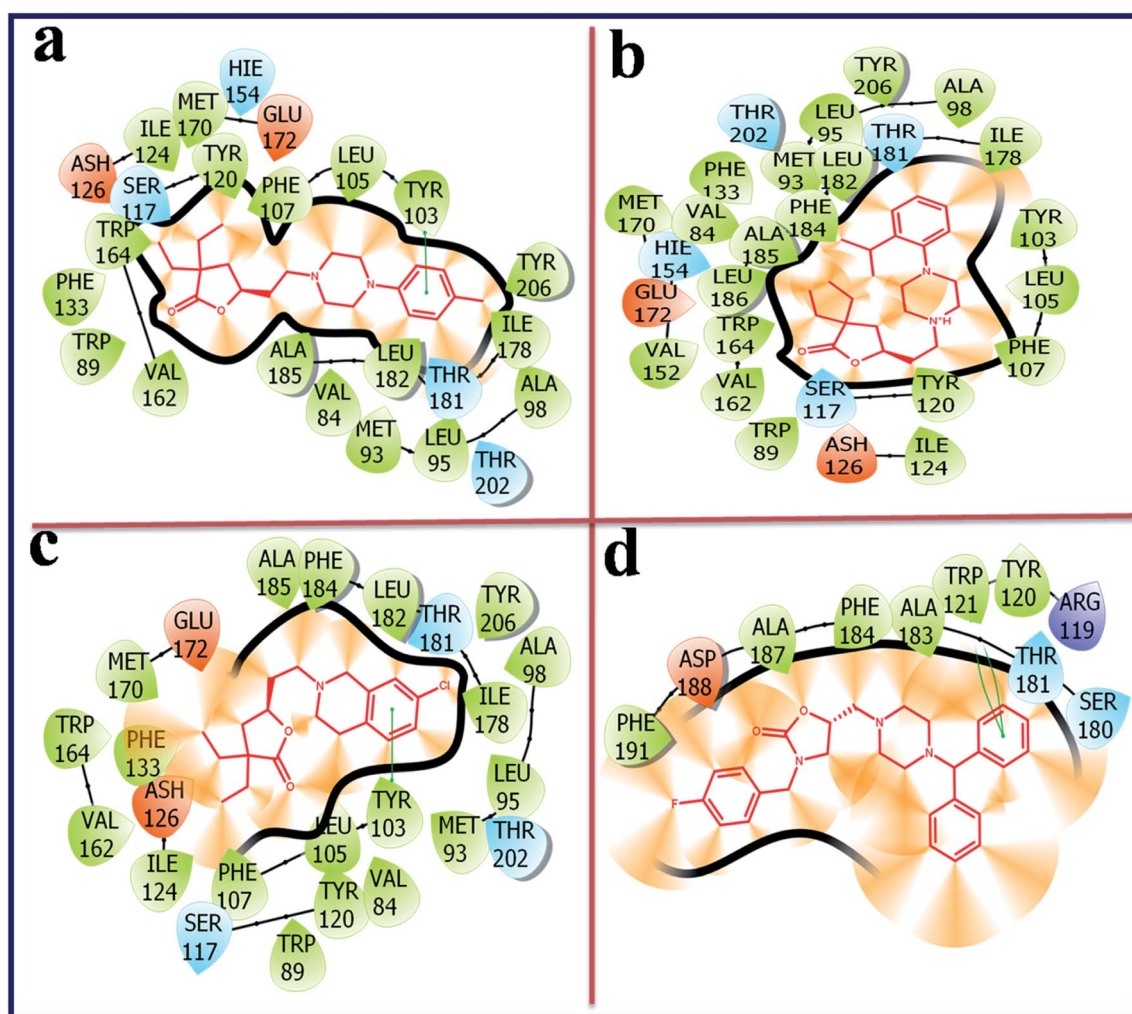 a
HIE
154
MET
170
GLU
172
ILE
124
ASH
126
TYR
120
LEU
105
SER
117
PHE
107
TYR
103
TRP
164
N
N
TYR
206
PHE
133
O
O
ILE
178
TRP
89
ALA
185
LEU
182
THR
181
ALA
98
VAL
162
VAL
84
MET
93
LEU
95
THR
202
b
TYR
206
ALA
98
THR
202
LEU
95
THR
181
ILE
178
PHE
133
MET
93
LEU
182
MET
170
VAL
84
PHE
184
TYR
103
HIE
154
ALA
185
LEU
105
GLU
172
LEU
186
N
N+H
TRP
164
O
O
PHE
107
VAL
152
VAL
162
SER
117
TYR
120
TRP
89
ASH
126
ILE
124
c
ALA
185
PHE
184
LEU
182
TYR
206
GLU
172
THR
181
ALA
98
MET
170
N
Cl
ILE
178
TRP
164
O
PHE
133
O
ASH
126
LEU
95
TYR
103
VAL
162
LEU
105
MET
93
THR
202
ILE
124
PHE
107
TYR
120
VAL
84
SER
117
TRP
89
d
TRP
121
TYR
120
PHE
184
ALA
183
ARG
119
ALA
187
ASP
188
THR
181
SER
180
PHE
191
O
O
N
N
N
F